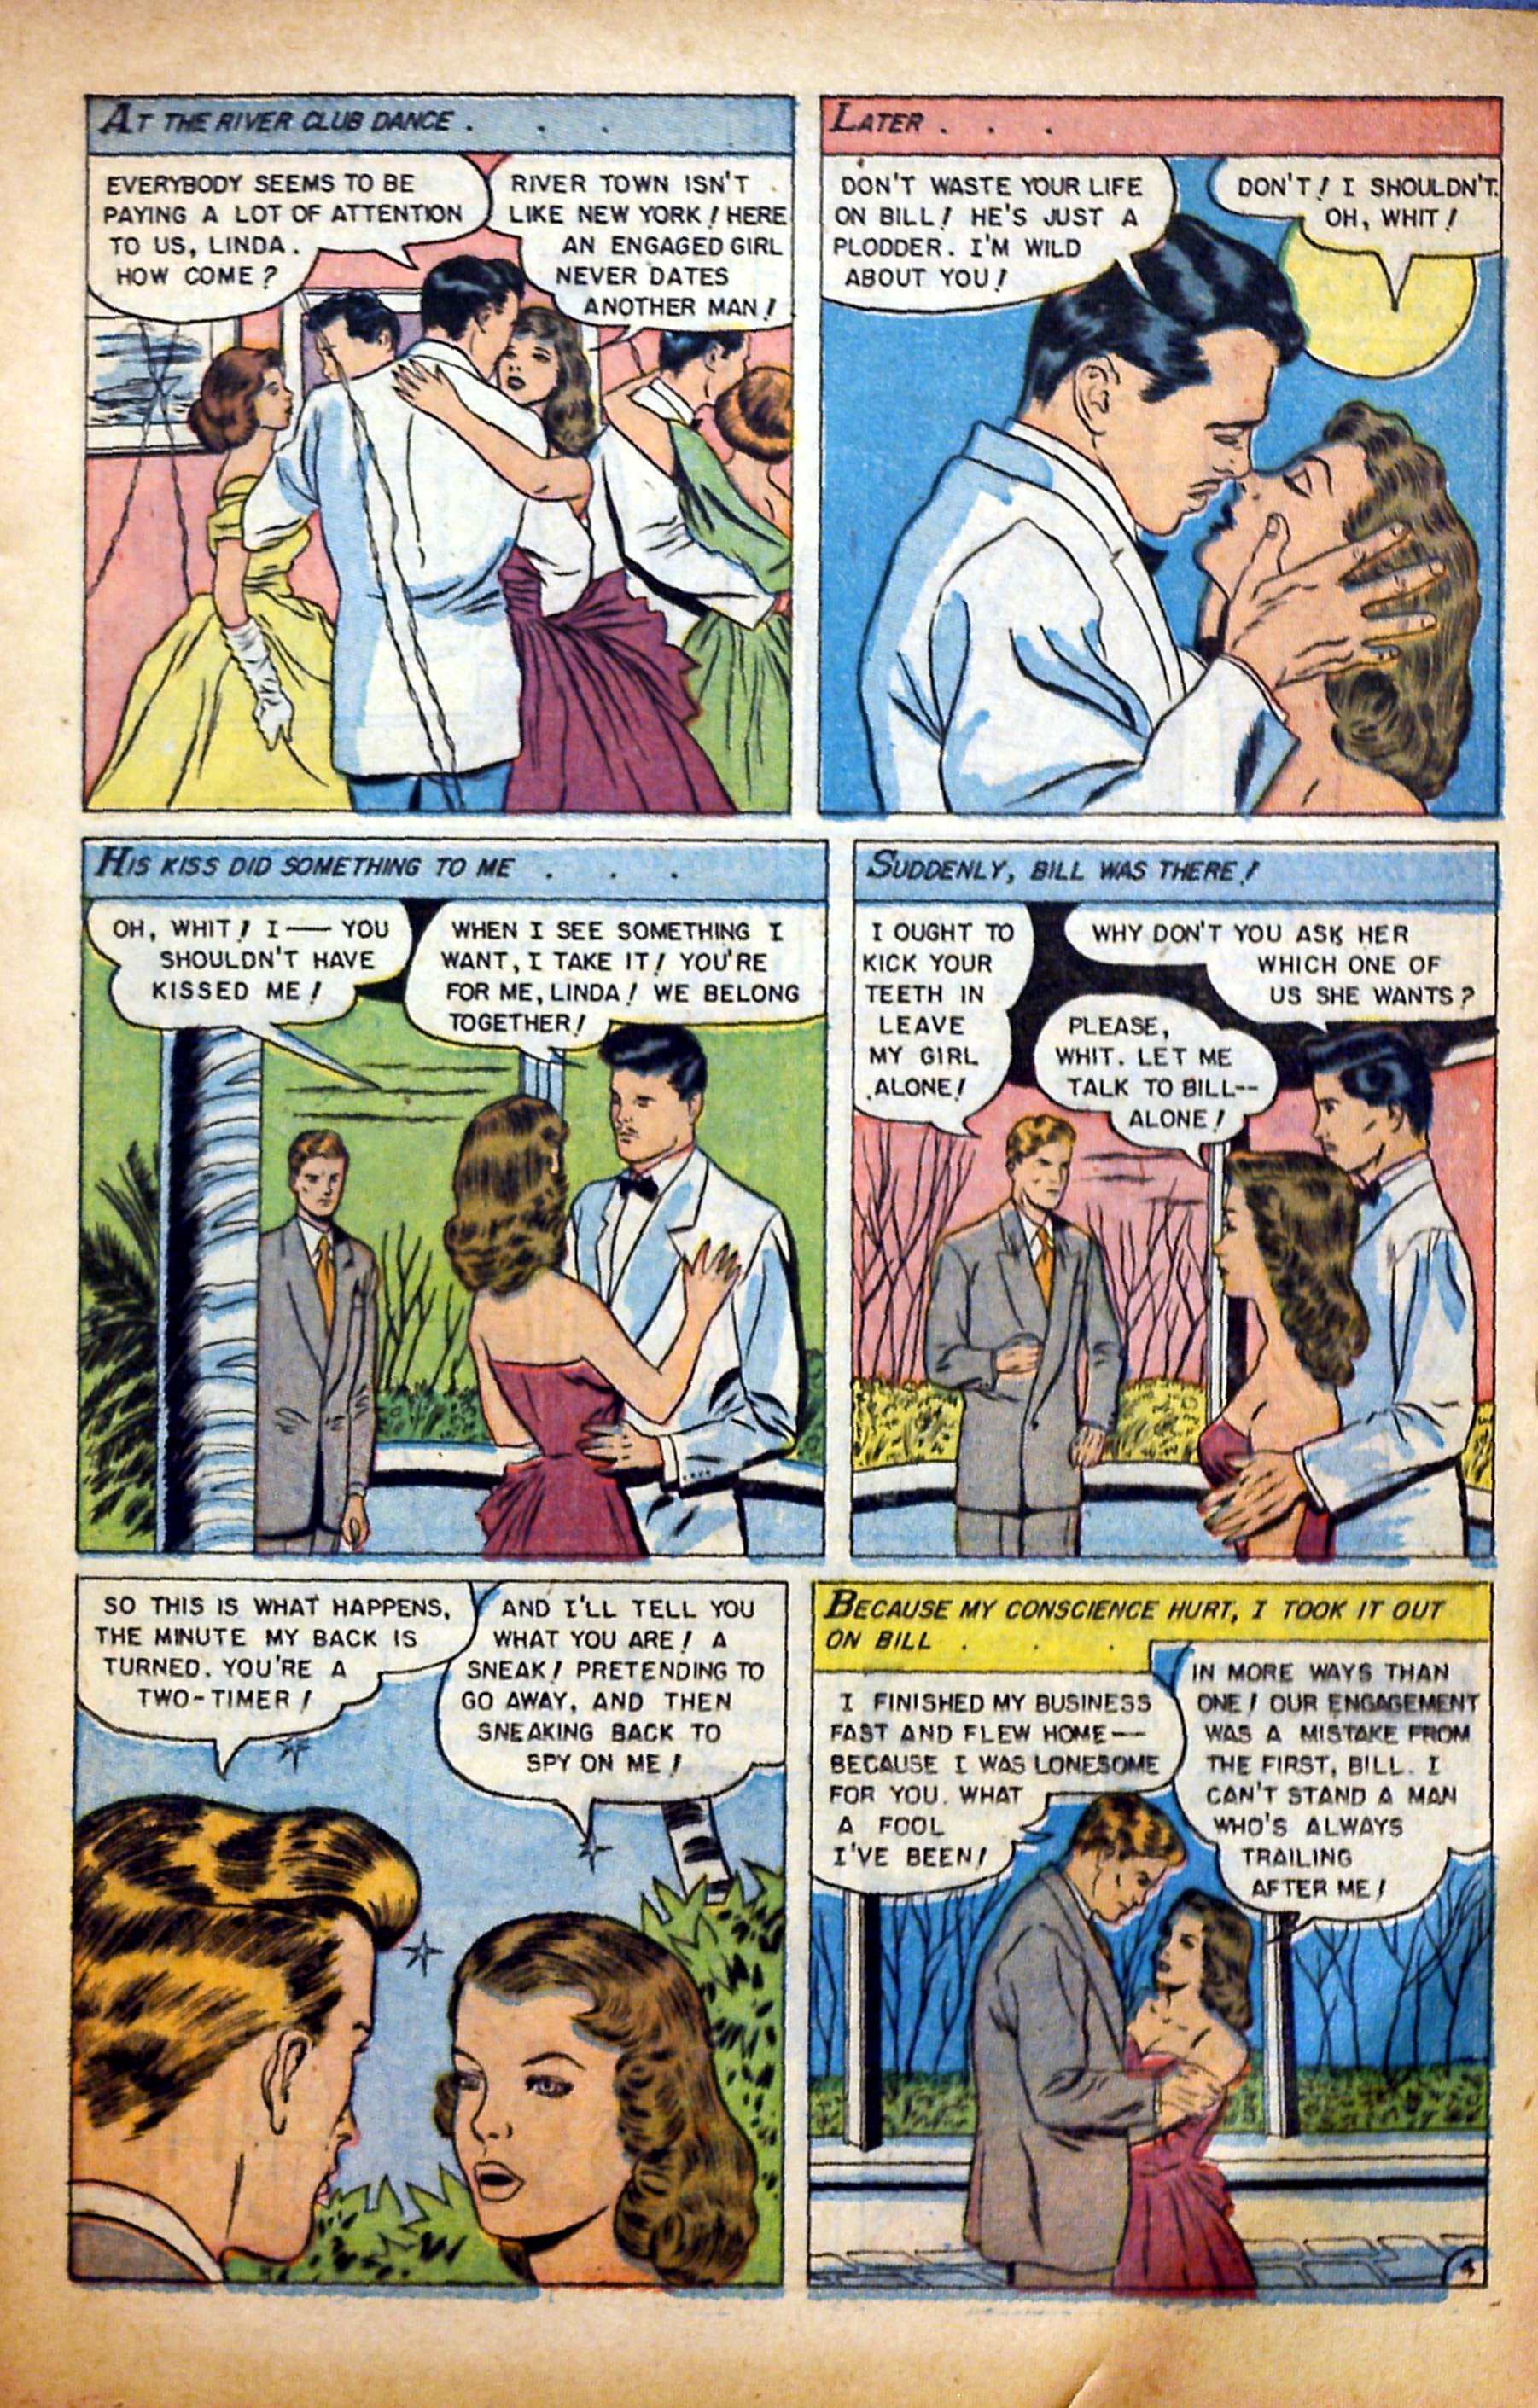 AT THE RIVER CLUB DANCE . . .
EVERYBODY SEEMS TO BE
PAYING A LOT OF ATTENTION
TO US, LINDA.
HOW COME?
RIVER TOWN ISN'T
LIKE NEW YORK! HERE
AN ENGAGED GIRL
NEVER DATES
ANOTHER MAN!
LATER . . .
DON'T WASTE YOUR LIFE
ON BILL! HE'S JUST A
PLODDER. I'M WILD
ABOUT YOU!
DON'T! I SHOULDN'T.
OH, WHIT!
HIS KISS DID SOMETHING TO ME . . .
OH, WHIT! I — YOU
SHOULDN'T HAVE
KISSED ME!
WHEN I SEE SOMETHING I
WANT, I TAKE IT! YOU'RE
FOR ME, LINDA! WE BELONG
TOGETHER!
SUDDENLY, BILL WAS THERE!
I OUGHT TO
KICK YOUR
TEETH IN
LEAVE
MY GIRL
ALONE!
WHY DON'T YOU ASK HER
WHICH ONE OF
US SHE WANTS?
PLEASE,
WHIT. LET ME
TALK TO BILL--
ALONE!
SO THIS IS WHAT HAPPENS,
THE MINUTE MY BACK IS
TURNED. YOU'RE A
TWO-TIMER!
AND I'LL TELL YOU
WHAT YOU ARE! A
SNEAK! PRETENDING TO
GO AWAY, AND THEN
SNEAKING BACK TO
SPY ON ME!
BECAUSE MY CONSCIENCE HURT, I TOOK IT OUT
ON BILL . . .
I FINISHED MY BUSINESS
FAST AND FLEW HOME —
BECAUSE I WAS LONESOME
FOR YOU. WHAT
A FOOL
I'VE BEEN!
IN MORE WAYS THAN
ONE! OUR ENGAGEMENT
WAS A MISTAKE FROM
THE FIRST, BILL. I
CAN'T STAND A MAN
WHO'S ALWAYS
TRAILING
AFTER ME!
4